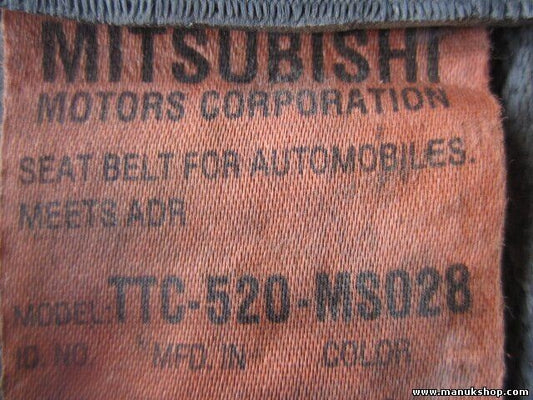 MITSUBISHI
MOTORS CORPORATION
SEAT BELT FOR AUTOMOBILES.
MEETS ADR
MODEL: TTC-520-MS028
ID. NO. MFD. IN COLOR
www.manukshop.com